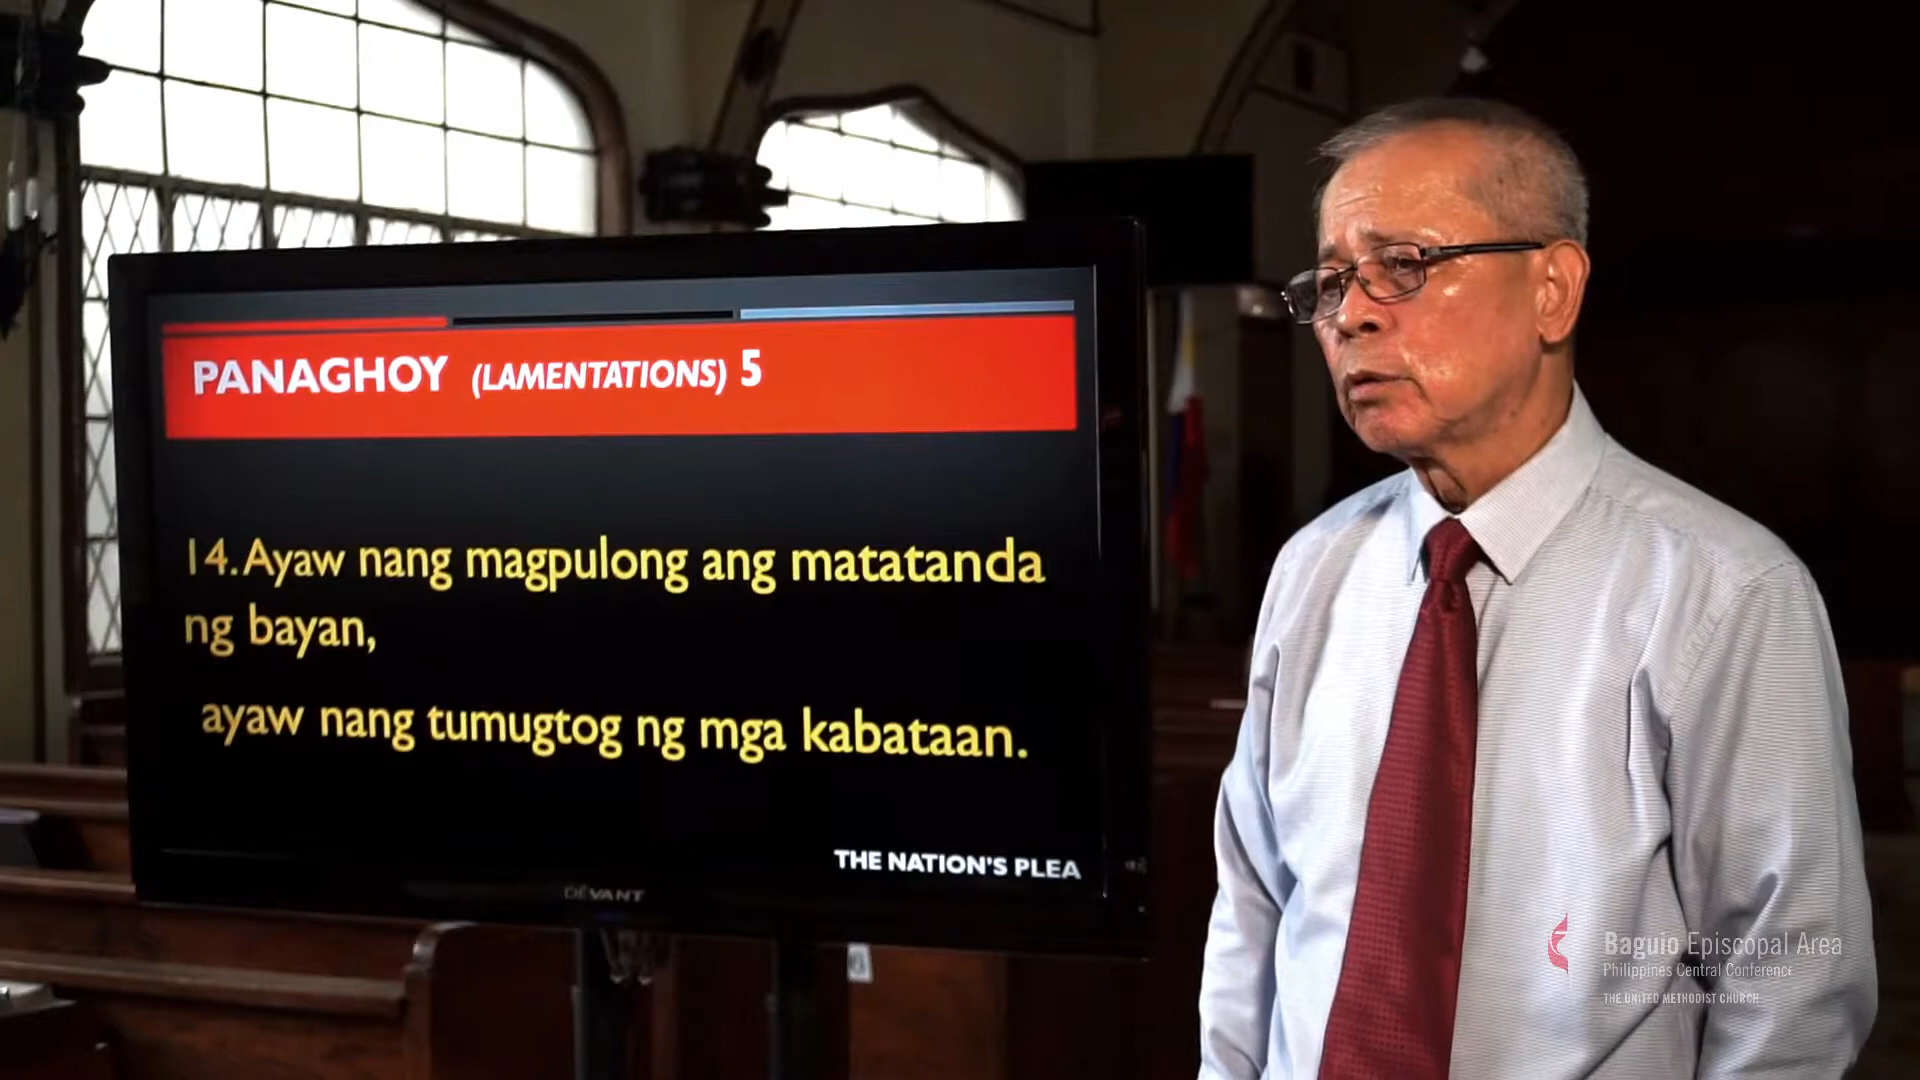 PANAGHOY (LAMENTATIONS) 5
14. Ayaw nang magpulong ang matatanda
ng bayan,
ayaw nang tumugtog ng mga kabataan.
THE NATION'S PLEA
DEVANT
Baguio Episcopal Area
Philippines Central Conference
THE UNITED METHODIST CHURCH